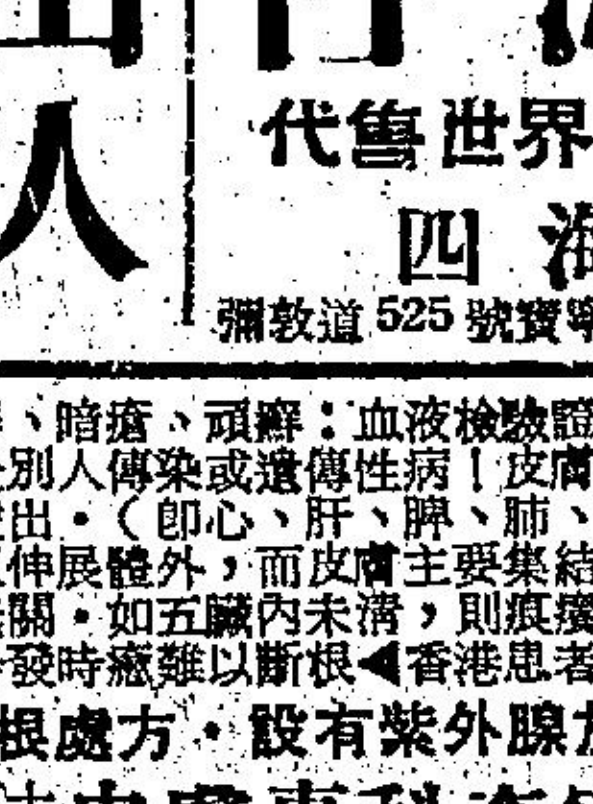 人
代售世界
四海
彌敦道525號寶
、暗瘡、頑癬：血液檢驗證
別人傳染或遺傳性病！皮膚
出．（卽心、肝、脾、肺、
伸展體外，而皮膚主要集結
關．如五臟內未清，則痕癢
發時癒難以斷根◀香港患者
根處方．設有紫外腺